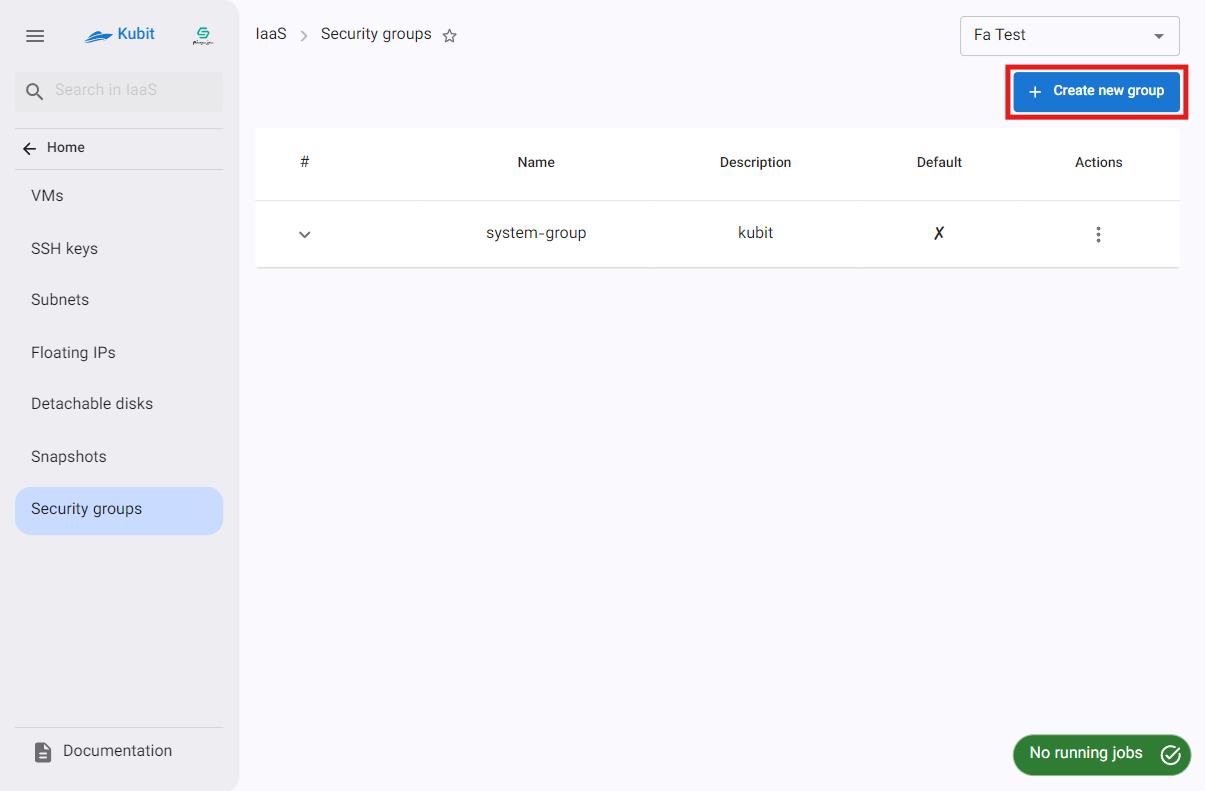 Kubit
IaaS
Security groups
Fa Test
Search in IaaS
Create new group
Home
# Name Description Default Actions
system-group kubit ✗
VMs
SSH keys
Subnets
Floating IPs
Detachable disks
Snapshots
Security groups
Documentation
No running jobs